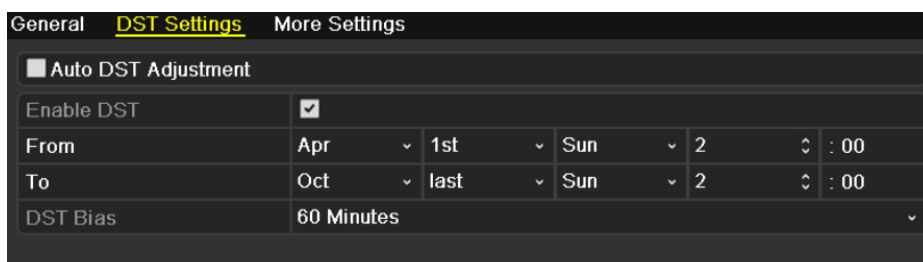 General DST Settings More Settings
Auto DST Adjustment
Enable DST
From Apr 1st Sun 2 : 00
To Oct last Sun 2 : 00
DST Bias 60 Minutes